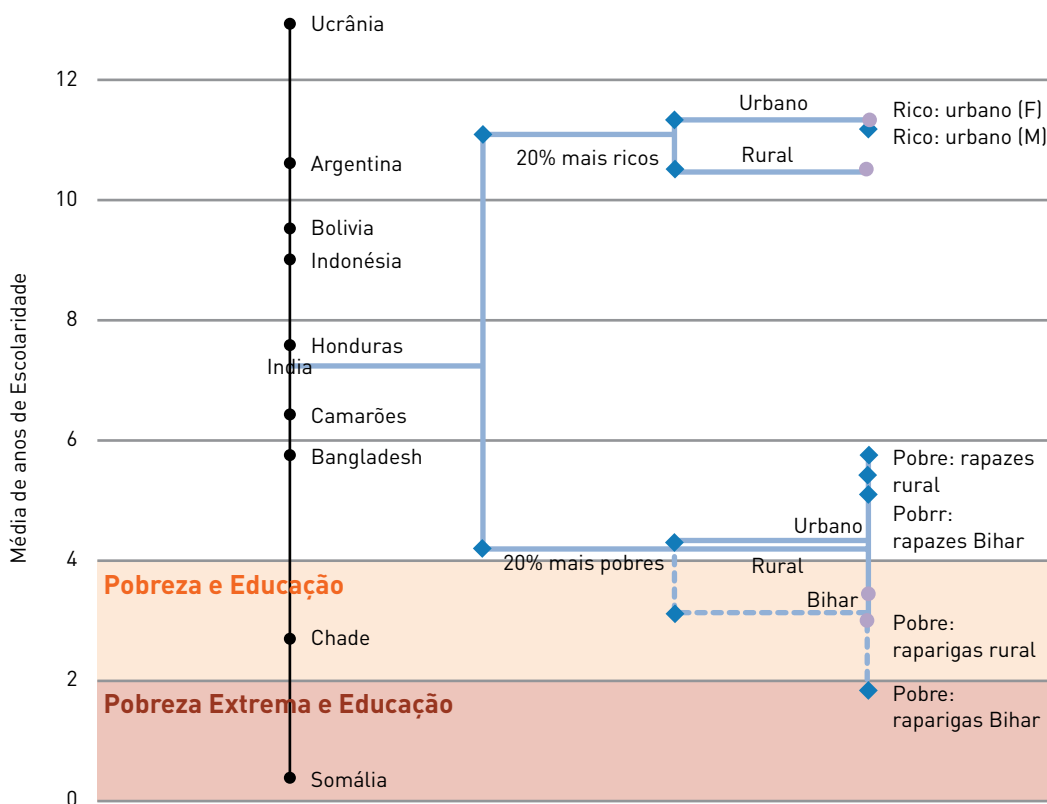 Média de anos de Escolaridade
12
10
8
6
4
2
0
Ucrânia
Argentina
Bolivia
Indonésia
Honduras
India
Camarões
Bangladesh
Chade
Somália
20% mais ricos
Urbano
Rural
Rico: urbano (F)
Rico: urbano (M)
20% mais pobres
Urbano
Rural
Bihar
Pobre: rapazes
rural
Pobrr:
rapazes Bihar
Pobre:
raparigas rural
Pobre:
raparigas Bihar
Pobreza e Educação
Pobreza Extrema e Educação